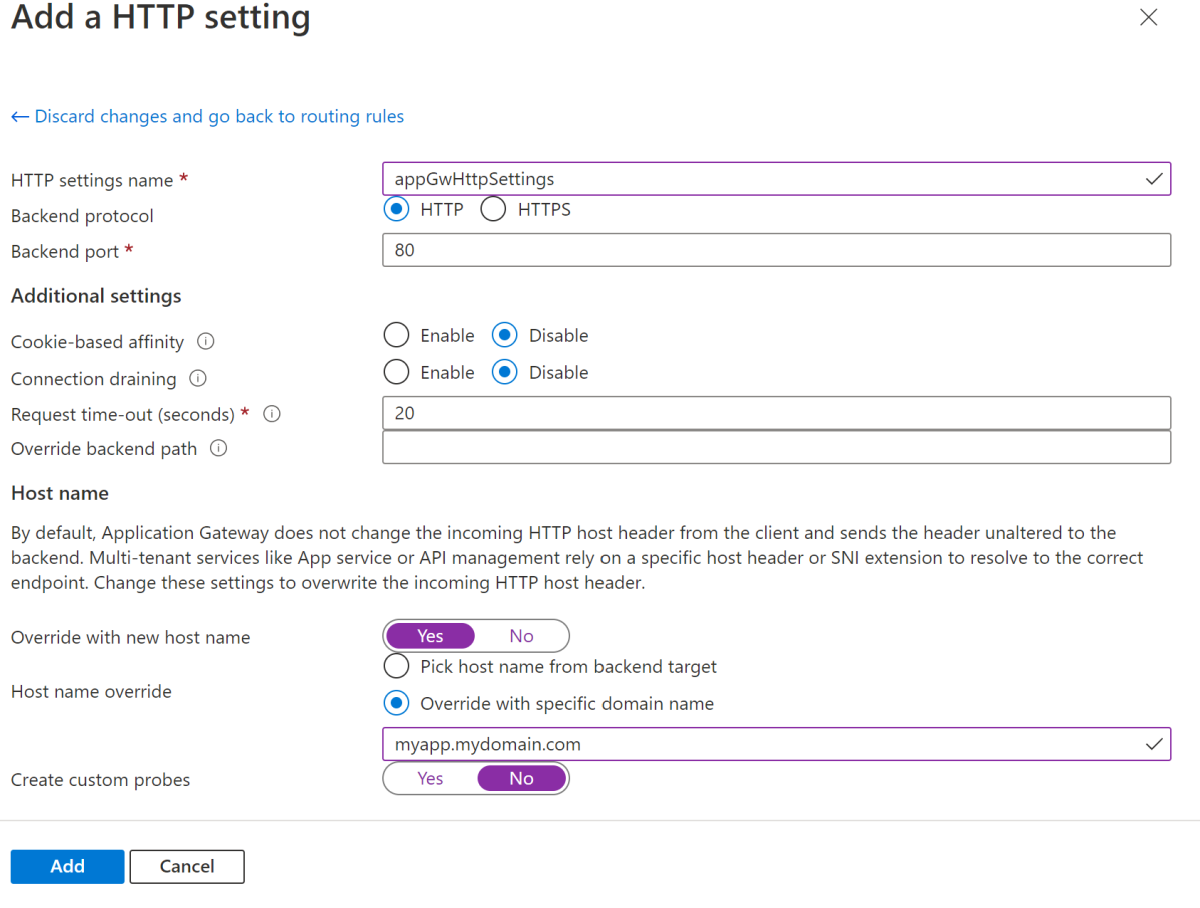 Add a HTTP setting
← Discard changes and go back to routing rules
HTTP settings name *
appGwHttpSettings
Backend protocol
HTTP HTTPS
Backend port *
80
Additional settings
Cookie-based affinity
Enable Disable
Connection draining
Enable Disable
Request time-out (seconds) *
20
Override backend path
Host name
By default, Application Gateway does not change the incoming HTTP host header from the client and sends the header unaltered to the
backend. Multi-tenant services like App service or API management rely on a specific host header or SNI extension to resolve to the correct
endpoint. Change these settings to overwrite the incoming HTTP host header.
Override with new host name
Yes No
Host name override
Pick host name from backend target
Override with specific domain name
myapp.mydomain.com
Create custom probes
Yes No
Add Cancel